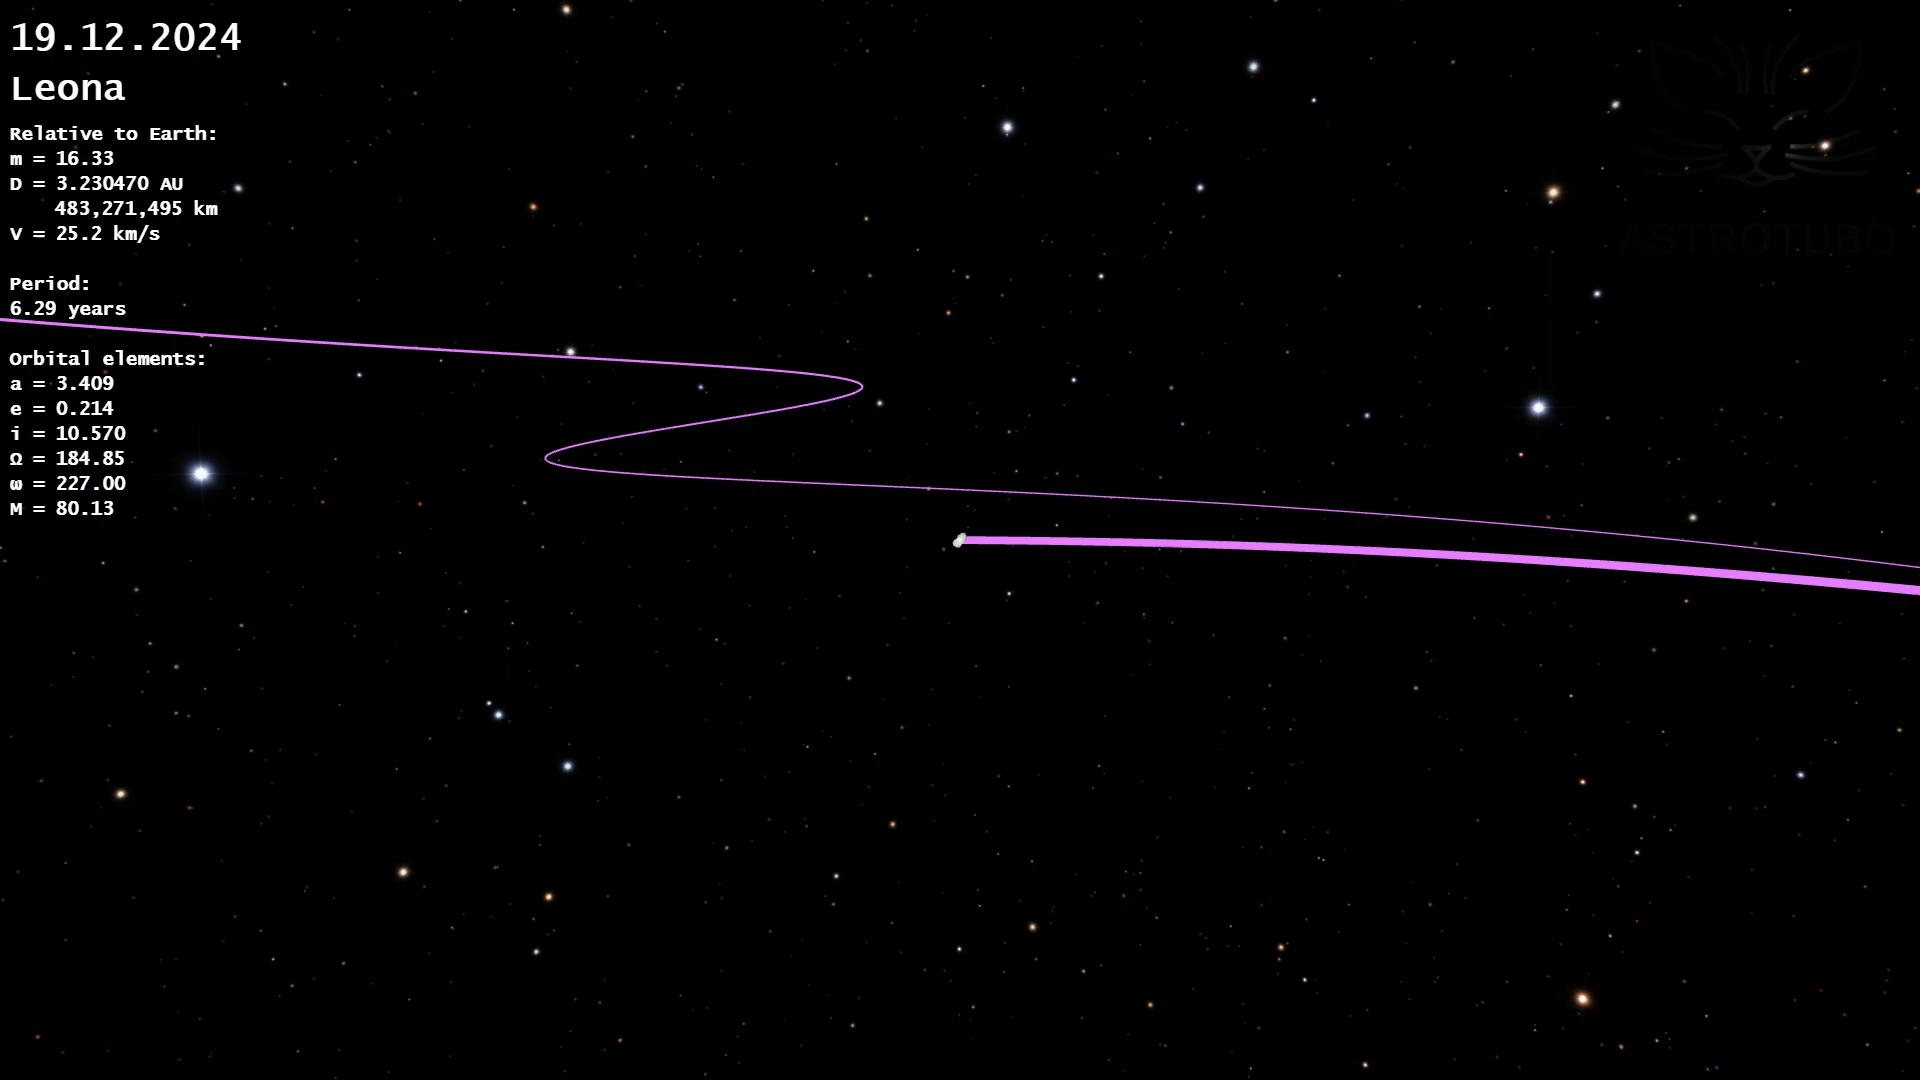 19.12.2024
Leona
Relative to Earth:
m = 16.33
D = 3.230470 AU
483,271,495 km
V = 25.2 km/s
Period:
6.29 years
Orbital elements:
a = 3.409
e = 0.214
i = 10.570
Ω = 184.85
ω = 227.00
M = 80.13
ASTROTUBO